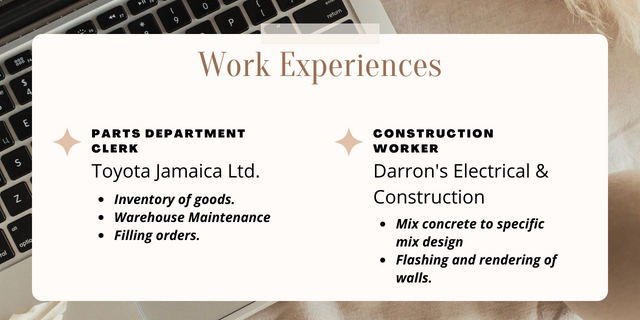 Work Experiences
PARTS DEPARTMENT
CLERK
Toyota Jamaica Ltd.
• Inventory of goods.
• Warehouse Maintenance
• Filling orders.
CONSTRUCTION
WORKER
Darron's Electrical &
Construction
• Mix concrete to specific
mix design
• Flashing and rendering of
walls.